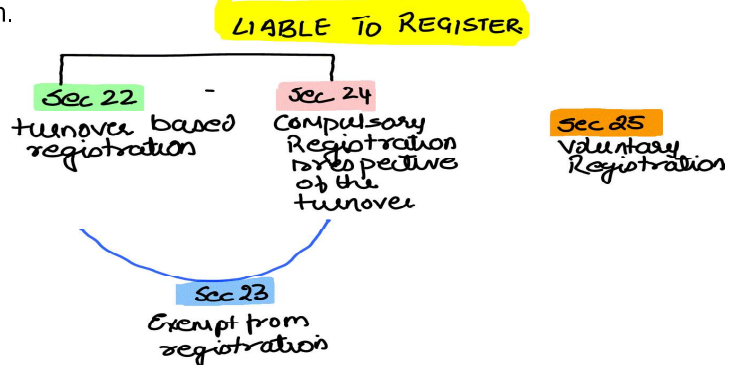 n.
LIABLE TO REGISTER
Sec 22 - Sec 24
turnover based
registration
Compulsory
Registration
irrespective
of the
turnover
Sec 25
Voluntary
Registration
Sec 23
Exempt from
registration